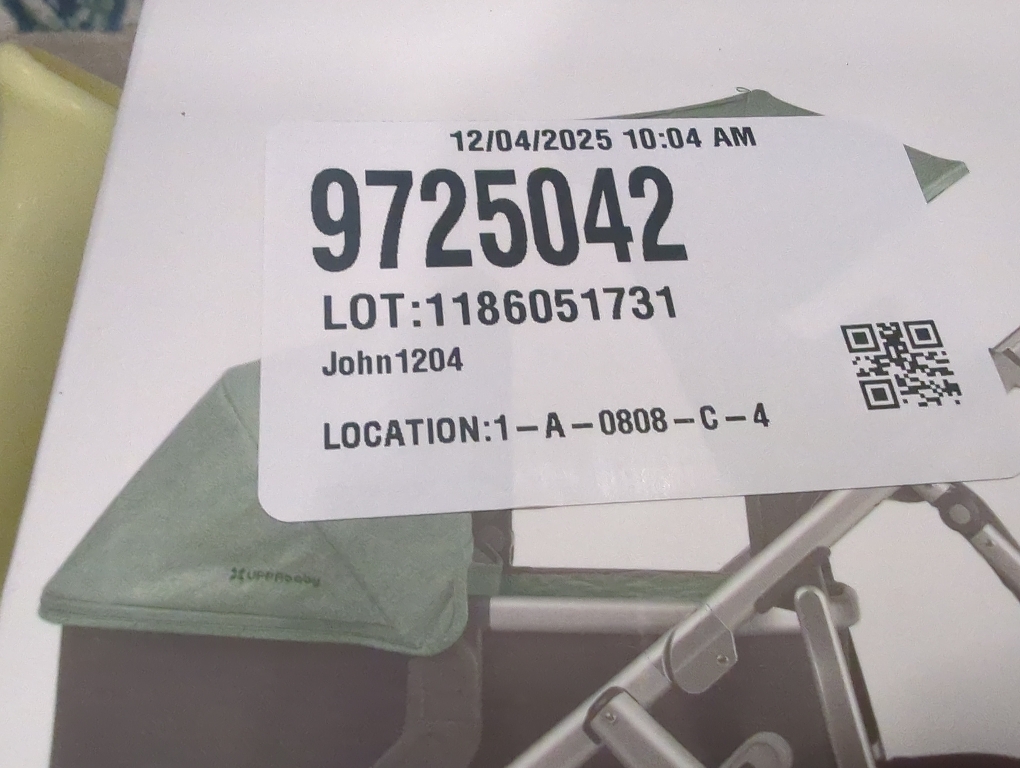 12/04/2025 10:04 AM
9725042
LOT:1186051731
John1204
LOCATION:1-A-0808-C-4
UPPAbaby